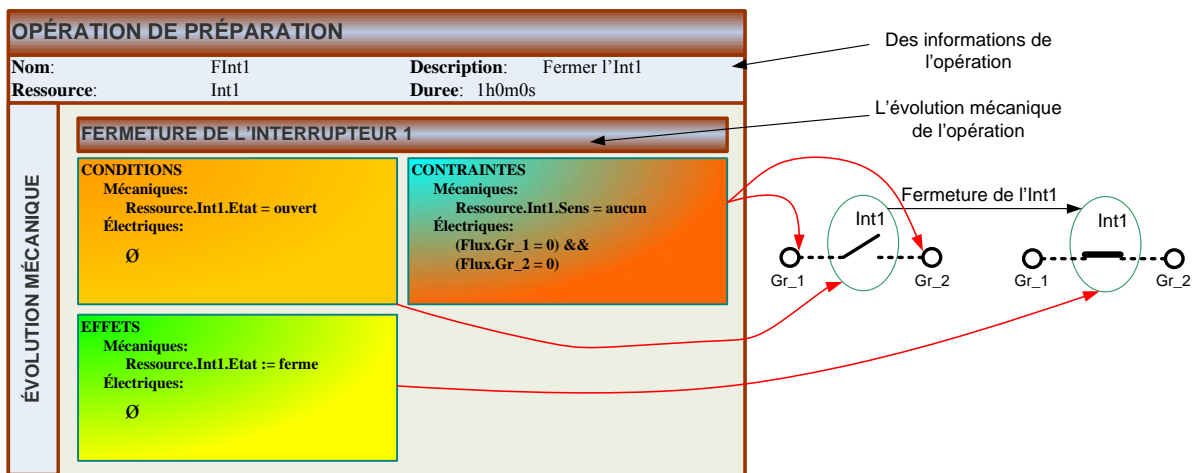 OPÉRATION DE PRÉPARATION
Nom: FInt1 Description: Fermer l'Int1
Ressource: Int1 Duree: 1h0m0s
ÉVOLUTION MÉCANIQUE
FERMETURE DE L'INTERRUPTEUR 1
CONDITIONS
Mécaniques:
Ressource.Int1.Etat = ouvert
Électriques:
Ø
CONTRAINTES
Mécaniques:
Ressource.Int1.Sens = aucun
Électriques:
(Flux.Gr_1 = 0) &&
(Flux.Gr_2 = 0)
EFFETS
Mécaniques:
Ressource.Int1.Etat := ferme
Électriques:
Ø
Des informations de
l'opération
L'évolution mécanique
de l'opération
Fermeture de l'Int1
Int1
Gr_1
Gr_2
Int1
Gr_1
Gr_2